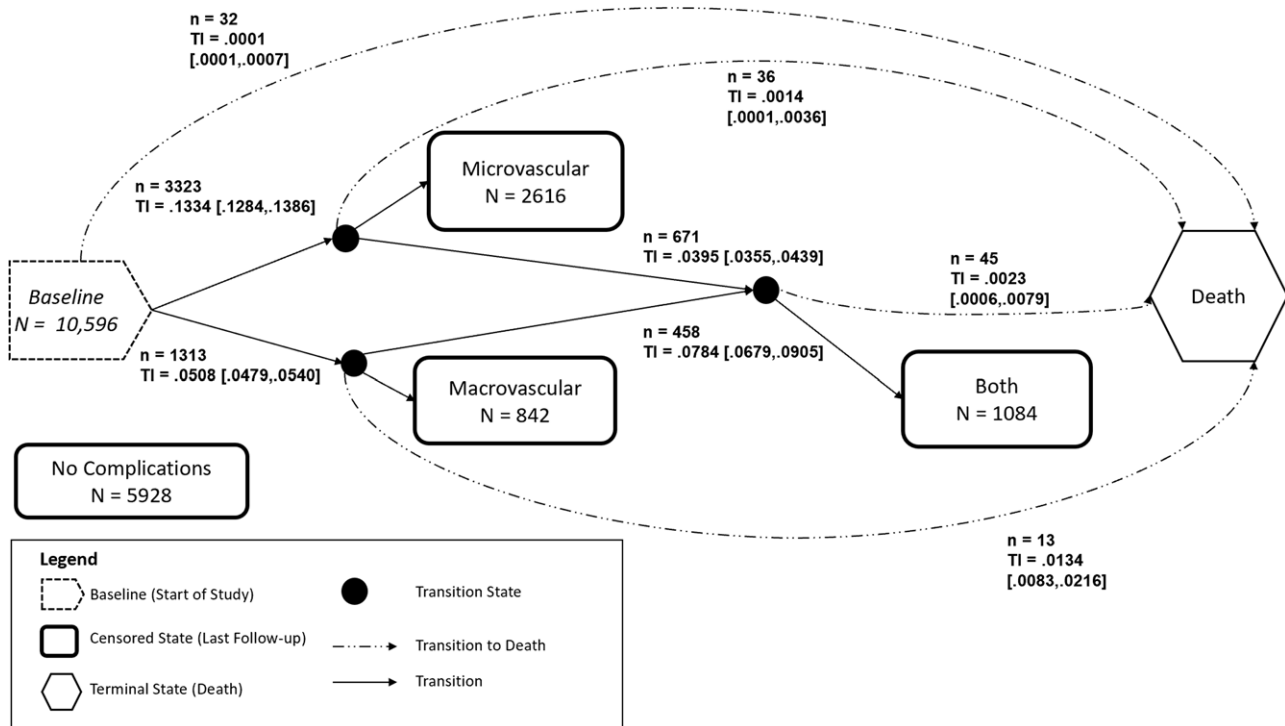 n = 32
TI = .0001
[.0001,.0007]
n = 36
TI = .0014
[.0001,.0036]
Microvascular
N = 2616
n = 3323
TI = .1334 [.1284,.1386]
n = 671
TI = .0395 [.0355,.0439]
n = 45
TI = .0023
[.0006,.0079]
Baseline
N = 10,596
Death
n = 458
TI = .0784 [.0679,.0905]
n = 1313
TI = .0508 [.0479,.0540]
Macrovascular
N = 842
Both
N = 1084
No Complications
N = 5928
n = 13
TI = .0134
[.0083,.0216]
Legend
Baseline (Start of Study)
Transition State
Censored State (Last Follow-up)
Transition to Death
Terminal State (Death)
Transition